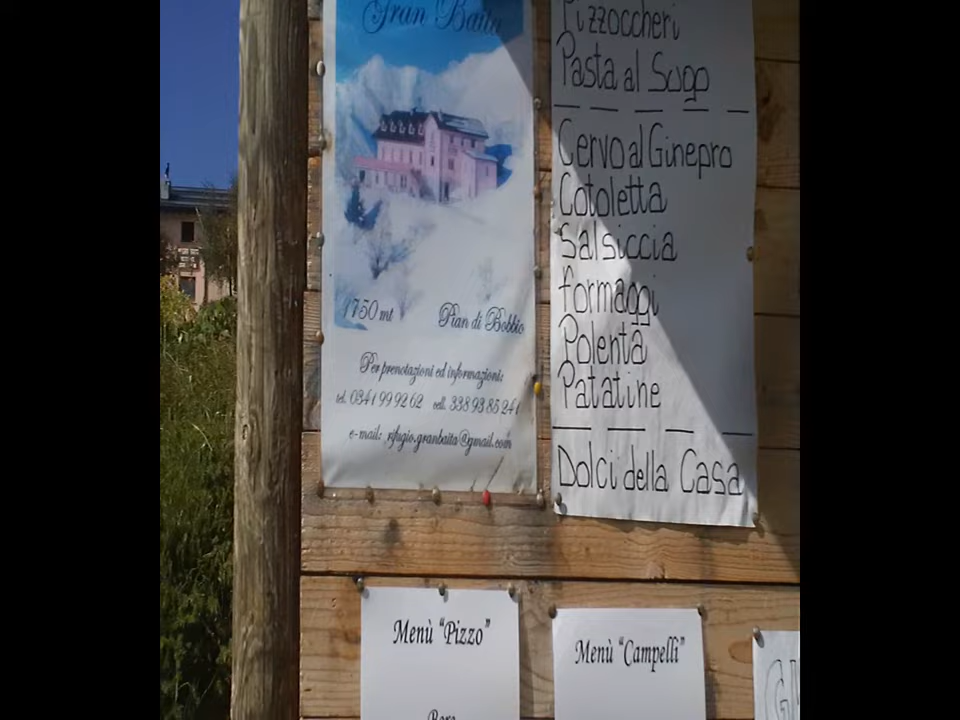 Gran Baita
1750 mt
Pian di Bobbio
Per prenotazioni ed informazioni:
tel. 0341 99 92 62 cell. 338 93 85 241
e-mail: rifugio.granbaita@gmail.com
Pizzoccheri
Pasta al Sugo
Cervo al Ginepro
Cotoletta
Salsiccia
formaggi
Polenta
Patatine
Dolci della Casa
Menù "Pizzo"
Menù "Campelli"